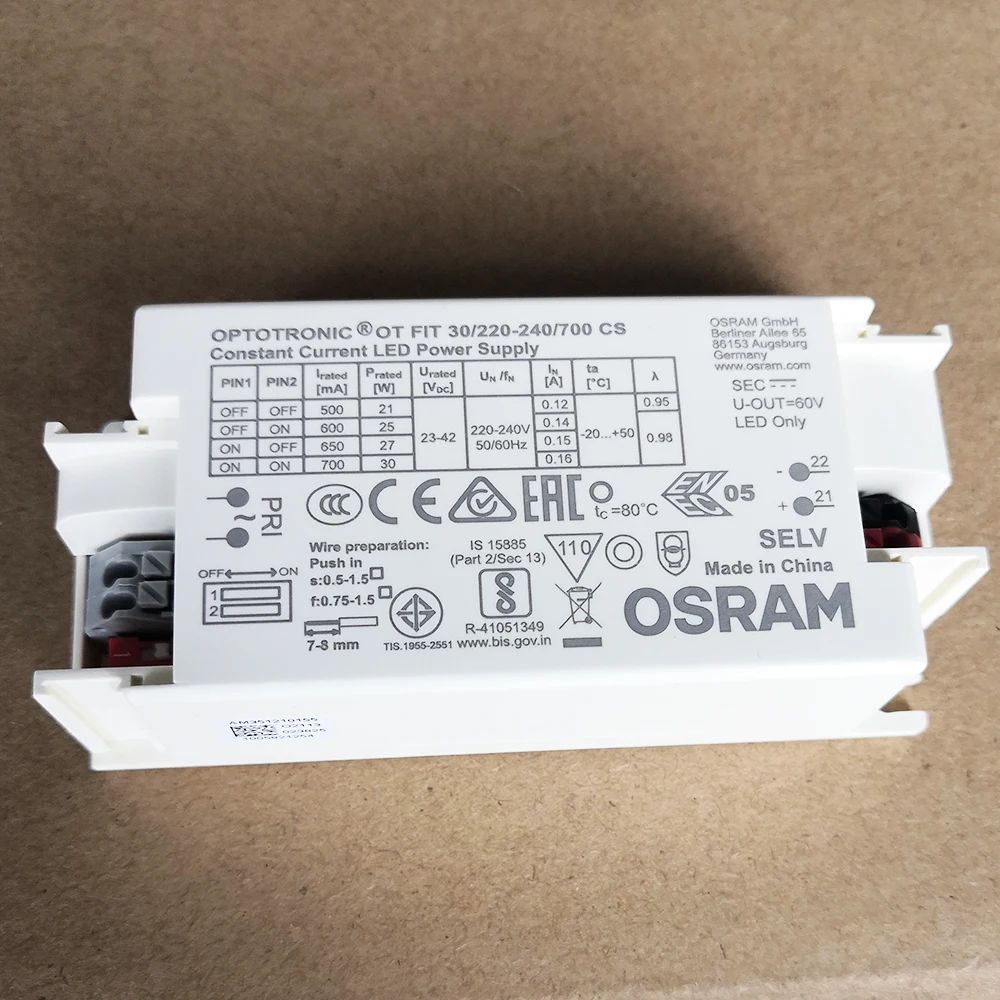 OPTOTRONIC® OT FIT 30/220-240/700 CS
Constant Current LED Power Supply
OSRAM GmbH
Berliner Allee 65
86153 Augsburg
Germany
www.osram.com
SEC
U-OUT=60V
LED Only
PIN1 PIN2 Irated [mA] Prated [W] Urated [VDC] UN /fN IN [A] ta [°C] λ
OFF OFF 500 21 23-42 220-240V 50/60Hz 0.12 -20...+50 0.95
OFF ON 600 25 0.14 0.98
ON OFF 650 27 0.15
ON ON 700 30 0.16
~ PRI
CCC CE EAC tc=80°C ENEC 05
- 22
+ 21
SELV
Made in China
Wire preparation:
Push in
s:0.5-1.5
f:0.75-1.5
7-8 mm
OFF ON
1
2
TIS.1955-2551
IS 15885
(Part 2/Sec 13)
R-41051349
www.bis.gov.in
110
OSRAM
AM351210155
023825
1005821254